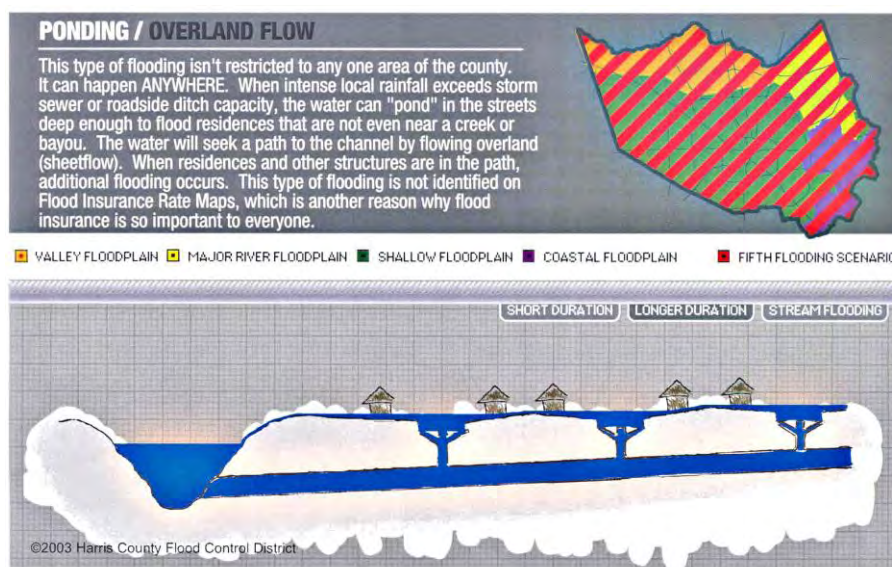 PONDING / OVERLAND FLOW
This type of flooding isn't restricted to any one area of the county.
It can happen ANYWHERE. When intense local rainfall exceeds storm
sewer or roadside ditch capacity, the water can "pond" in the streets
deep enough to flood residences that are not even near a creek or
bayou. The water will seek a path to the channel by flowing overland
(sheetflow). When residences and other structures are in the path,
additional flooding occurs. This type of flooding is not identified on
Flood Insurance Rate Maps, which is another reason why flood
insurance is so important to everyone.
VALLEY FLOODPLAIN MAJOR RIVER FLOODPLAIN SHALLOW FLOODPLAIN COASTAL FLOODPLAIN FIFTH FLOODING SCENARIO
SHORT DURATION LONGER DURATION STREAM FLOODING
©2003 Harris County Flood Control District